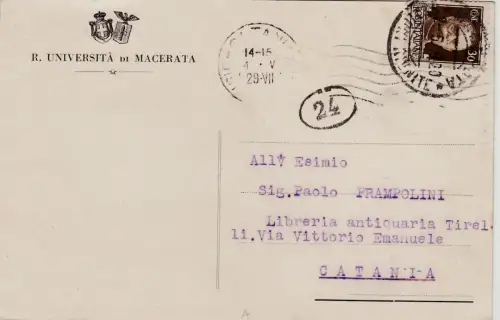 R. UNIVERSITÀ DI MACERATA
14-15
4 . V
29-VII
30
24
All'Esimio
Sig.Paolo PRAMPOLINI
Libreria antiquaria Tirel
li.Via Vittorio Emanuele
CATANIA